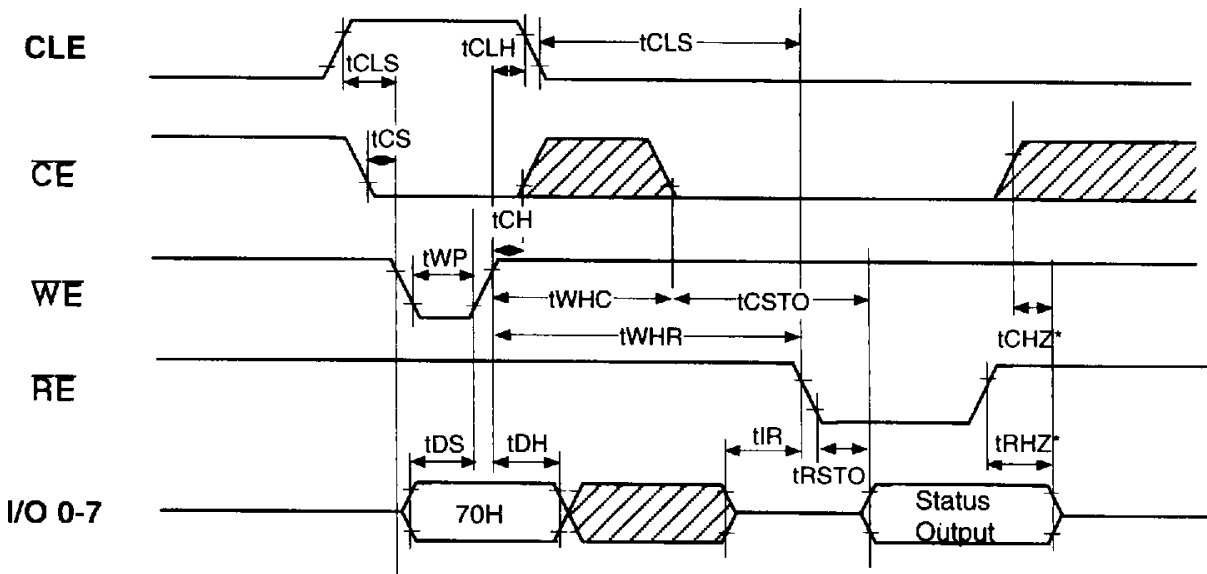 CLE
tCLS
tCLH
tCLS
CE
tCS
tCH
WE
tWP
tWHC
tCSTO
tWHR
tCHZ*
RE
tDS
tDH
tIR
tRSTO
tRHZ*
I/O 0-7
70H
Status
Output